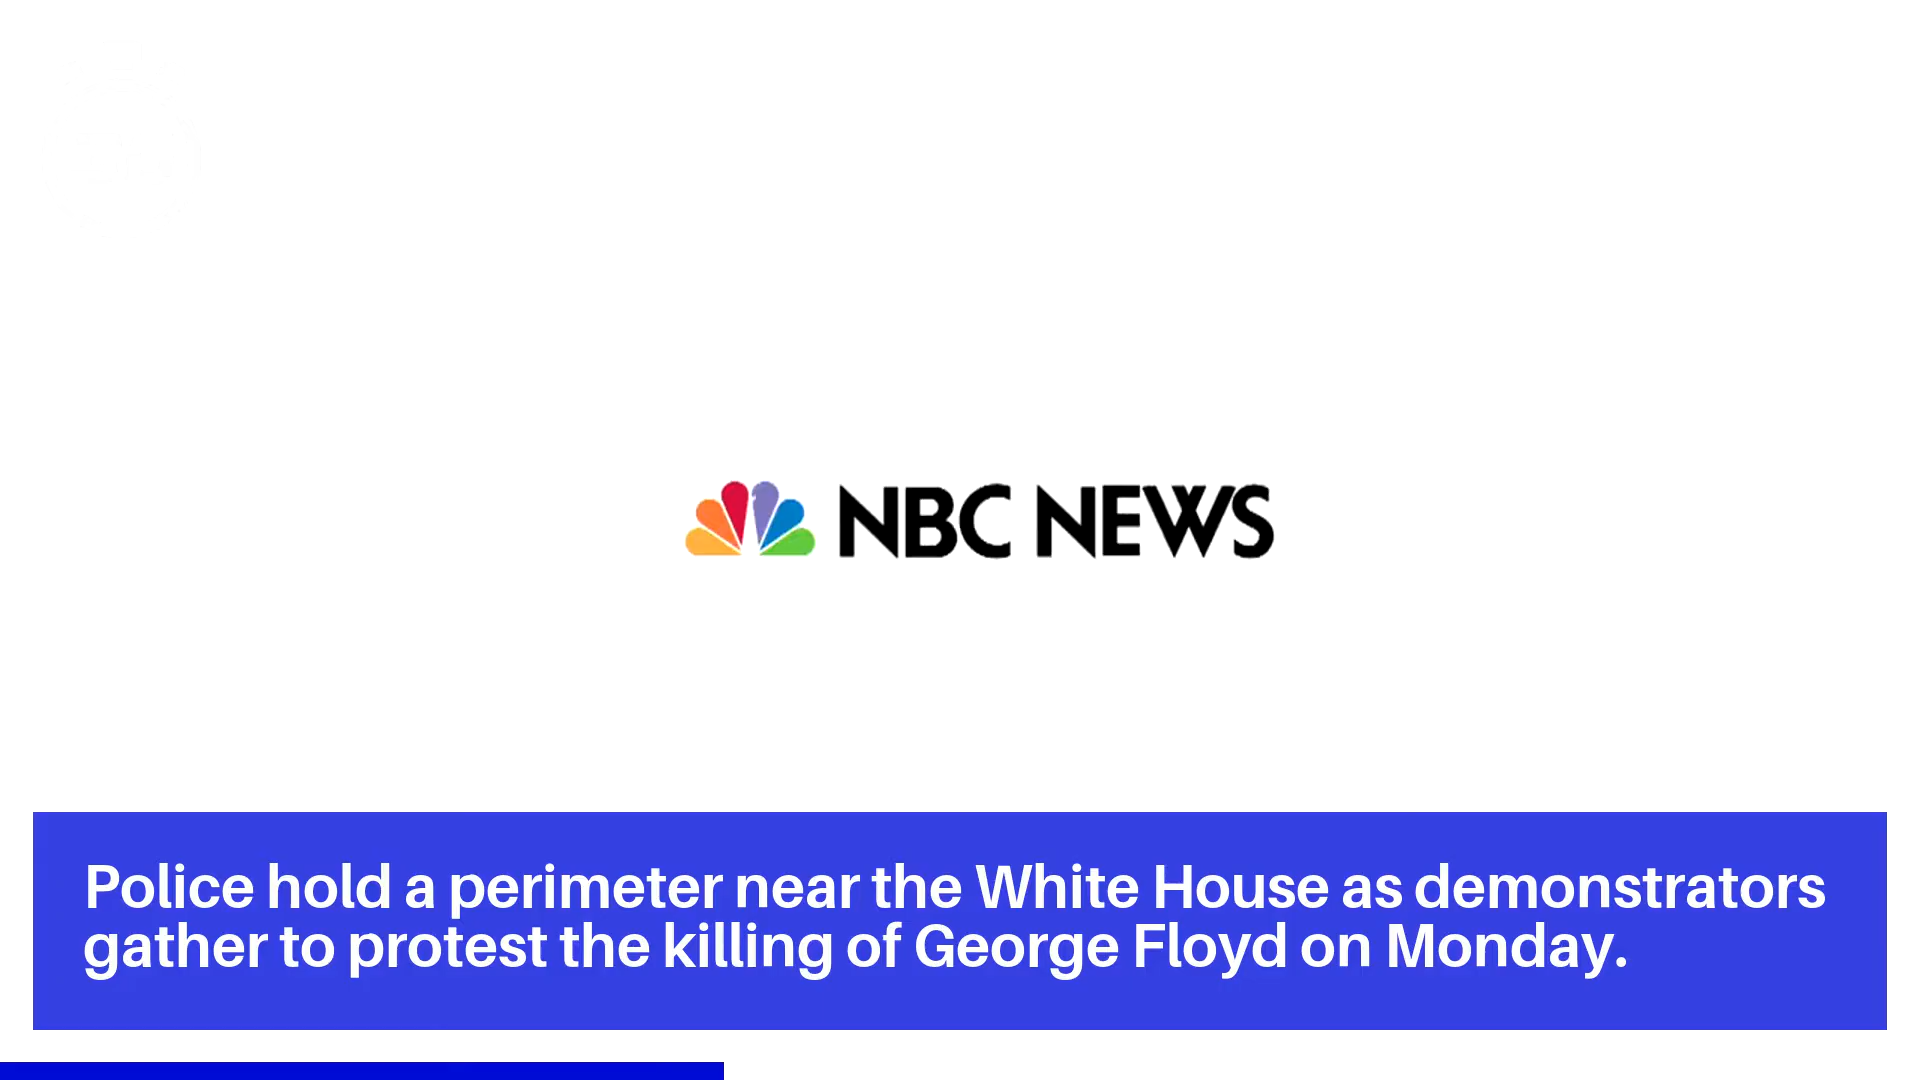 NBC NEWS
Police hold a perimeter near the White House as demonstrators
gather to protest the killing of George Floyd on Monday.